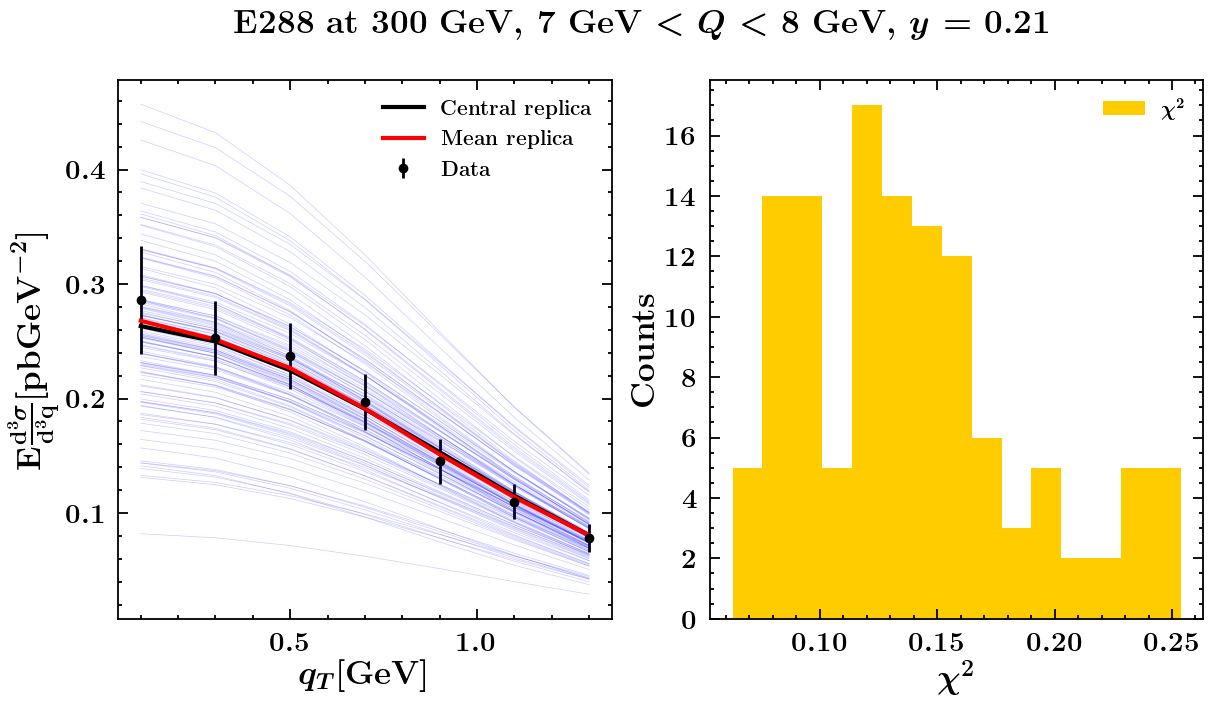 E288 at 300 GeV, 7 GeV < Q < 8 GeV, y = 0.21
Central replica
Mean replica
Data
0.4
0.3
0.2
0.1
E d³σ/d³q [pbGeV⁻²]
0.5 1.0
q_T[GeV]
χ²
16
14
12
10
8
6
4
2
0
Counts
0.10 0.15 0.20 0.25
χ²